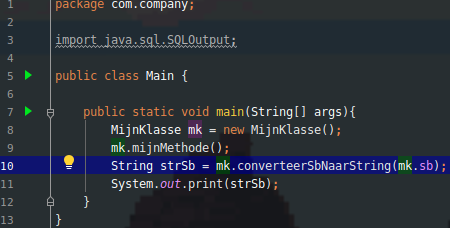 1 package com.company;
2
3 import java.sql.SQLOutput;
4
5 public class Main {
6
7 public static void main(String[] args){
8 MijnKlasse mk = new MijnKlasse();
9 mk.mijnMethode();
10 String strSb = mk.converteerSbNaarString(mk.sb);
11 System.out.print(strSb);
12 }
13 }